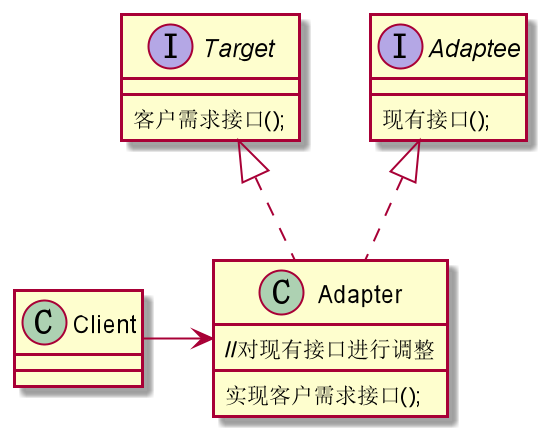 I Target
客户需求接口();
I Adaptee
现有接口();
C Client
C Adapter
//对现有接口进行调整
实现客户需求接口();